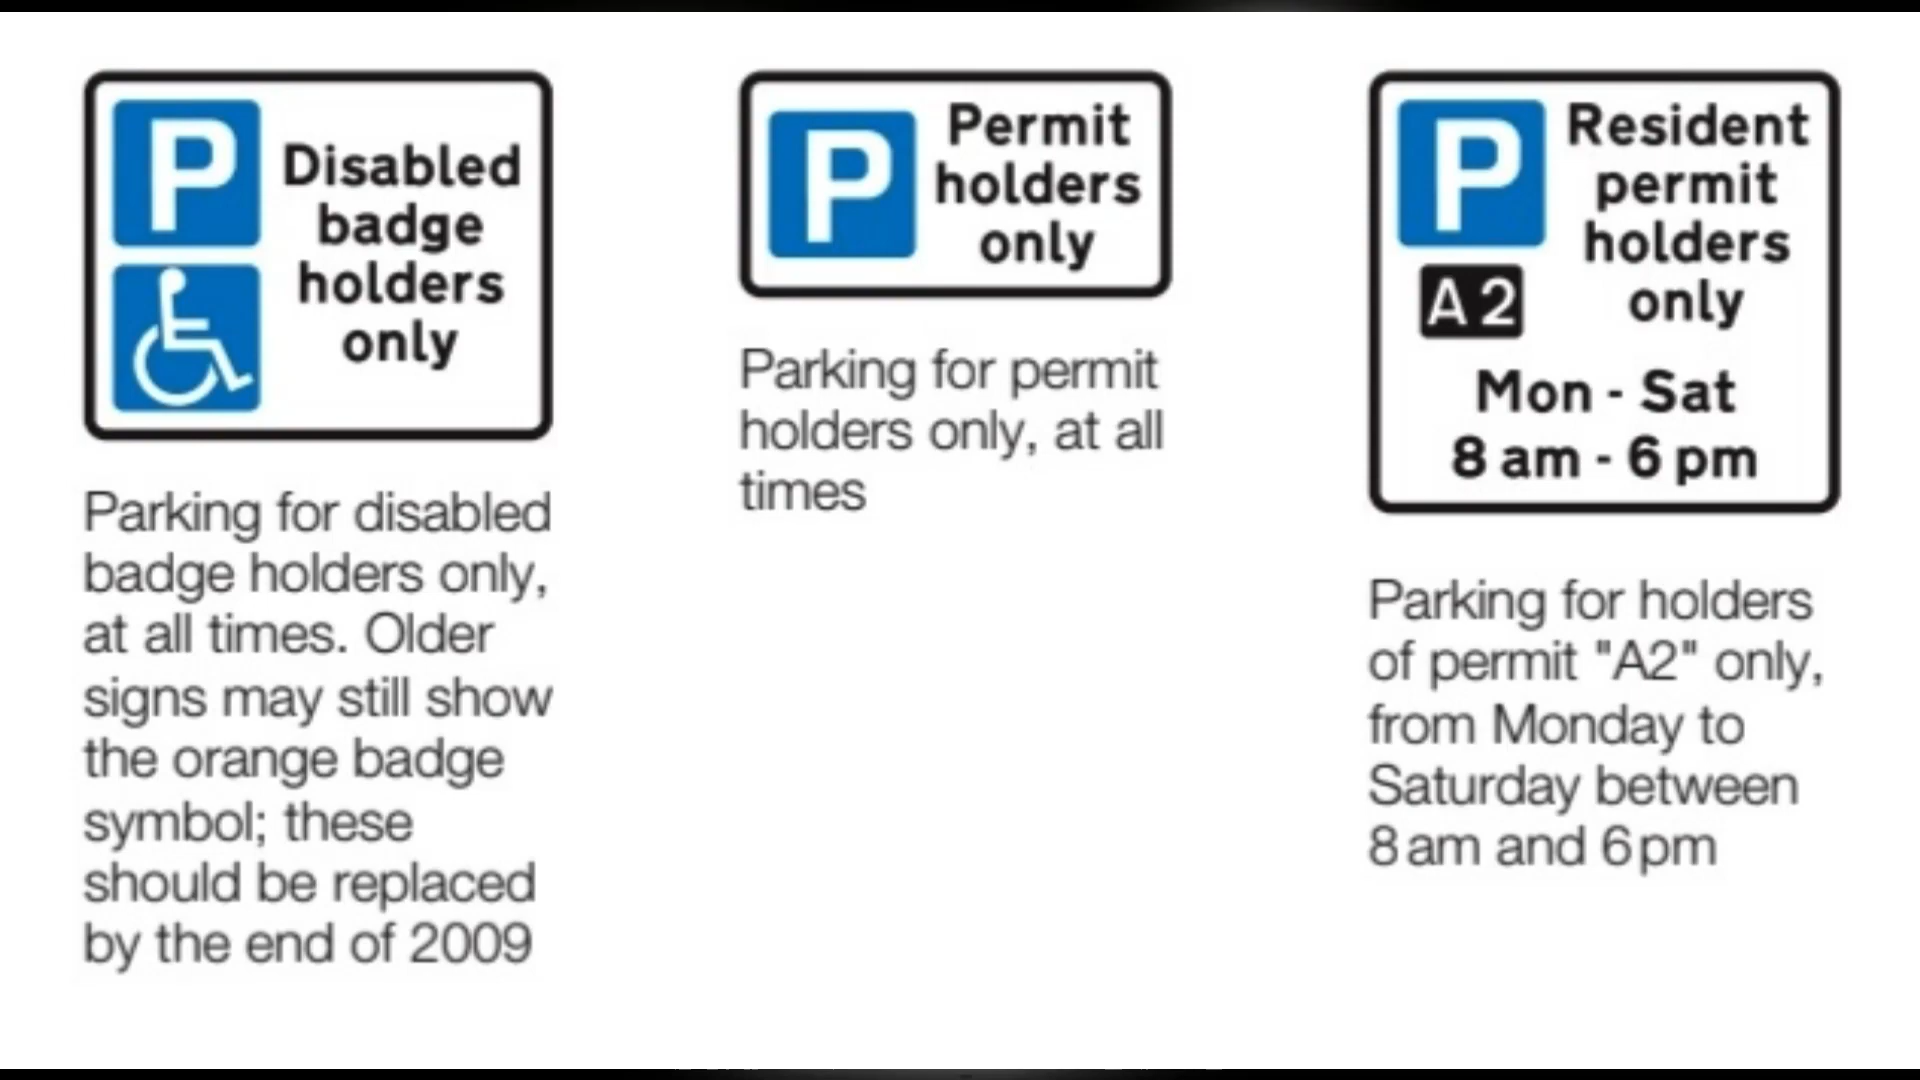 P
Disabled
badge
holders
only
Parking for disabled
badge holders only,
at all times. Older
signs may still show
the orange badge
symbol; these
should be replaced
by the end of 2009
P
Permit
holders
only
Parking for permit
holders only, at all
times
P
Resident
permit
holders
only
A2
Mon - Sat
8 am - 6 pm
Parking for holders
of permit "A2" only,
from Monday to
Saturday between
8 am and 6 pm